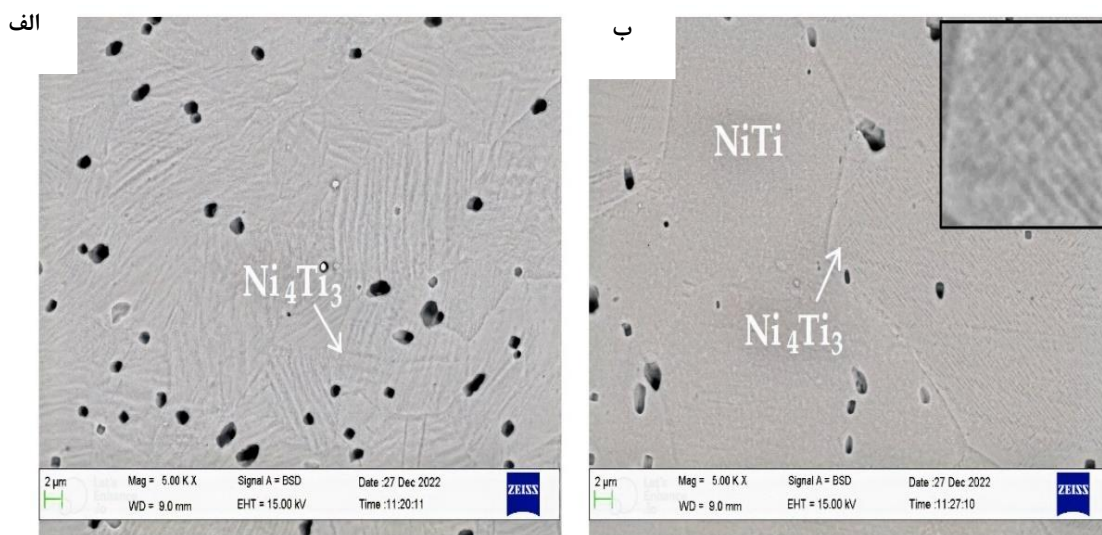 الف
Ni4Ti3
2 µm
Mag = 5.00 K X
Signal A = BSD
Date :27 Dec 2022
WD = 9.0 mm
EHT = 15.00 kV
Time :11:20:11
ZEISS
ب
NiTi
Ni4Ti3
2 µm
Mag = 5.00 K X
Signal A = BSD
Date :27 Dec 2022
WD = 9.0 mm
EHT = 15.00 kV
Time :11:27:10
ZEISS